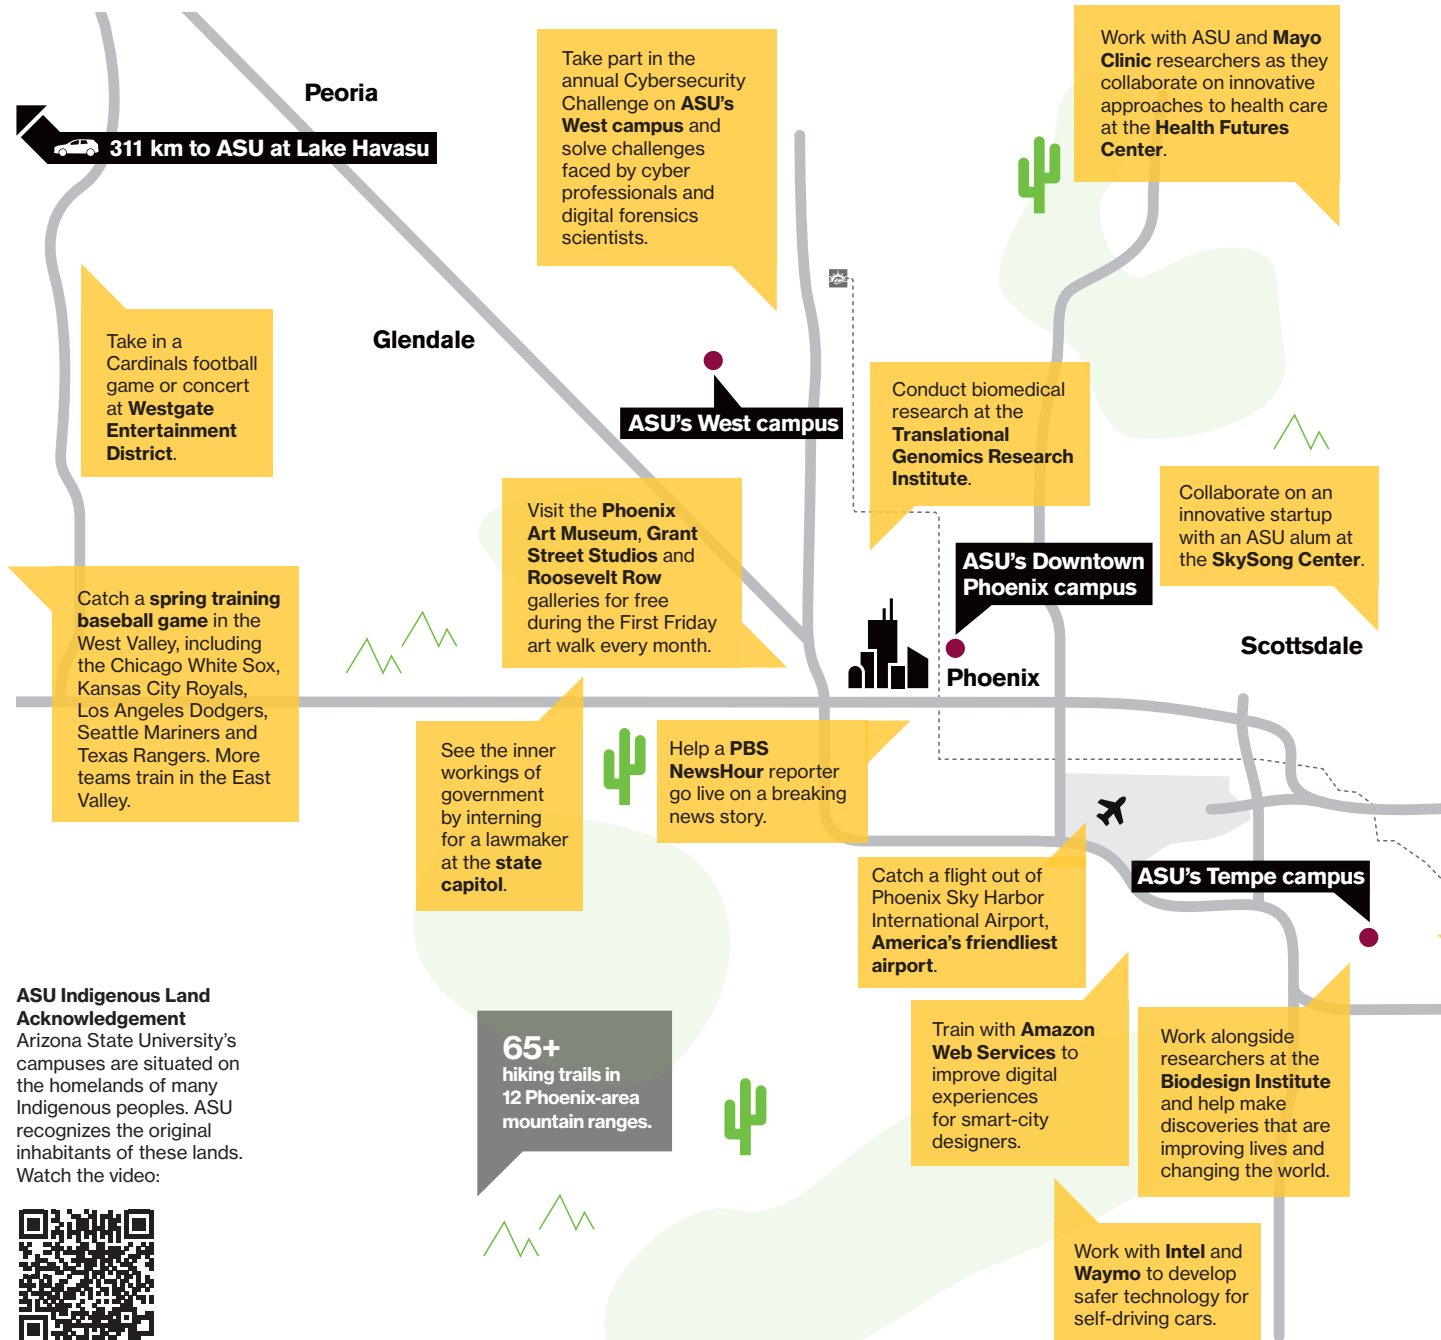 Peoria
311 km to ASU at Lake Havasu
Take part in the
annual Cybersecurity
Challenge on ASU's
West campus and
solve challenges
faced by cyber
professionals and
digital forensics
scientists.
Work with ASU and Mayo
Clinic researchers as they
collaborate on innovative
approaches to health care
at the Health Futures
Center.
Take in a
Cardinals football
game or concert
at Westgate
Entertainment
District.
Glendale
ASU's West campus
Conduct biomedical
research at the
Translational
Genomics Research
Institute.
Collaborate on an
innovative startup
with an ASU alum at
the SkySong Center.
Visit the Phoenix
Art Museum, Grant
Street Studios and
Roosevelt Row
galleries for free
during the First Friday
art walk every month.
ASU's Downtown
Phoenix campus
Catch a spring training
baseball game in the
West Valley, including
the Chicago White Sox,
Kansas City Royals,
Los Angeles Dodgers,
Seattle Mariners and
Texas Rangers. More
teams train in the East
Valley.
Scottsdale
Phoenix
See the inner
workings of
government
by interning
for a lawmaker
at the state
capitol.
Help a PBS
NewsHour reporter
go live on a breaking
news story.
Catch a flight out of
Phoenix Sky Harbor
International Airport,
America's friendliest
airport.
ASU's Tempe campus
ASU Indigenous Land
Acknowledgement
Arizona State University's
campuses are situated on
the homelands of many
Indigenous peoples. ASU
recognizes the original
inhabitants of these lands.
Watch the video:
65+
hiking trails in
12 Phoenix-area
mountain ranges.
Train with Amazon
Web Services to
improve digital
experiences
for smart-city
designers.
Work alongside
researchers at the
Biodesign Institute
and help make
discoveries that are
improving lives and
changing the world.
Work with Intel and
Waymo to develop
safer technology for
self-driving cars.